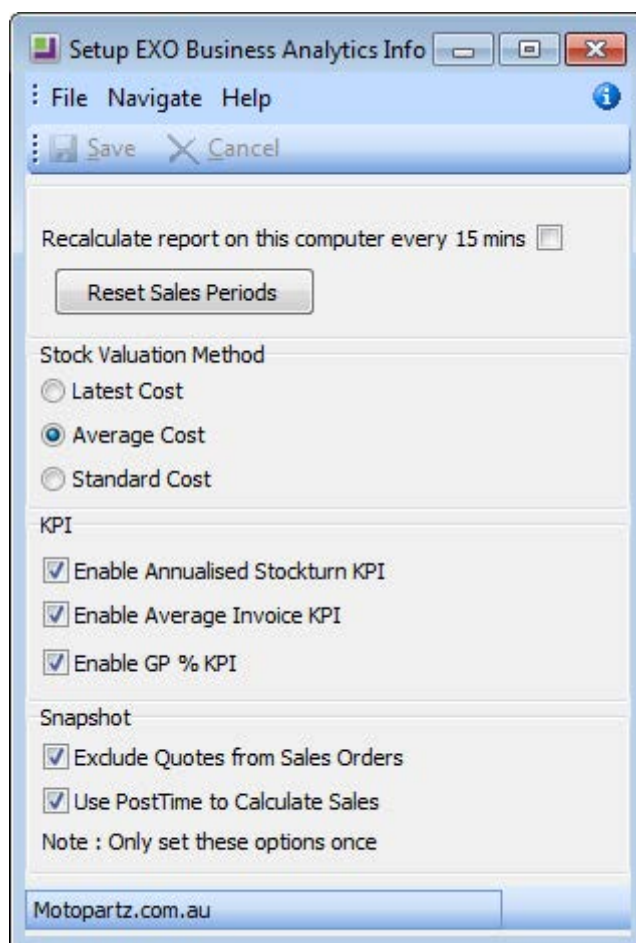 Setup EXO Business Analytics Info
File Navigate Help
Save Cancel
Recalculate report on this computer every 15 mins
Reset Sales Periods
Stock Valuation Method
Latest Cost
Average Cost
Standard Cost
KPI
Enable Annualised Stockturn KPI
Enable Average Invoice KPI
Enable GP % KPI
Snapshot
Exclude Quotes from Sales Orders
Use PostTime to Calculate Sales
Note : Only set these options once
Motopartz.com.au